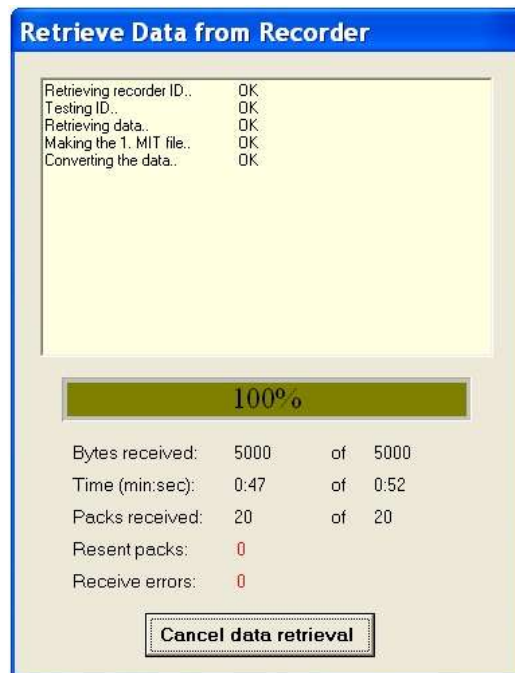 Retrieve Data from Recorder
Retrieving recorder ID.. OK
Testing ID.. OK
Retrieving data.. OK
Making the 1. MIT file.. OK
Converting the data.. OK
100%
Bytes received: 5000 of 5000
Time (min:sec): 0:47 of 0:52
Packs received: 20 of 20
Resent packs: 0
Receive errors: 0
Cancel data retrieval